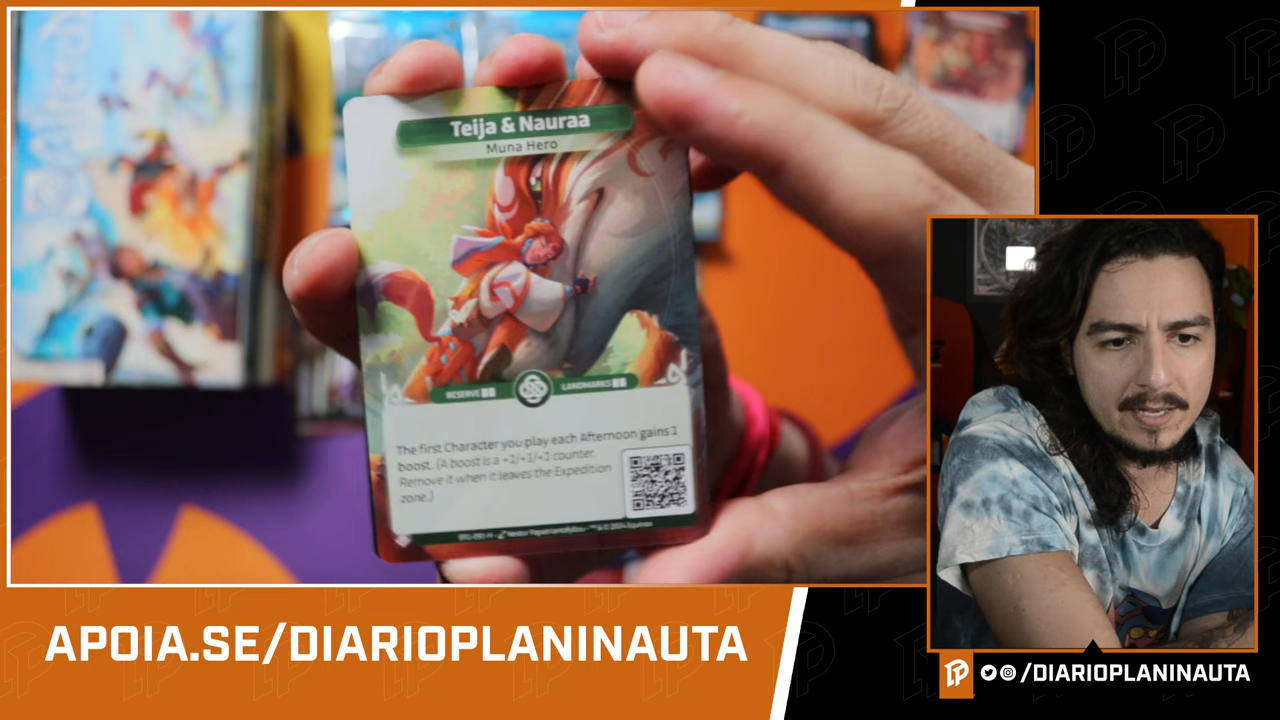 Altered
Teija & Nauraa
Muna Hero
RESERVE
LANDMARKS
The first Character you play each Afternoon gains 1
boost. (A boost is a +1/+1/+1 counter.
Remove it when it leaves the Expedition
zone.)
APOIA.SE/DIARIOPLANINAUTA
/DIARIOPLANINAUTA